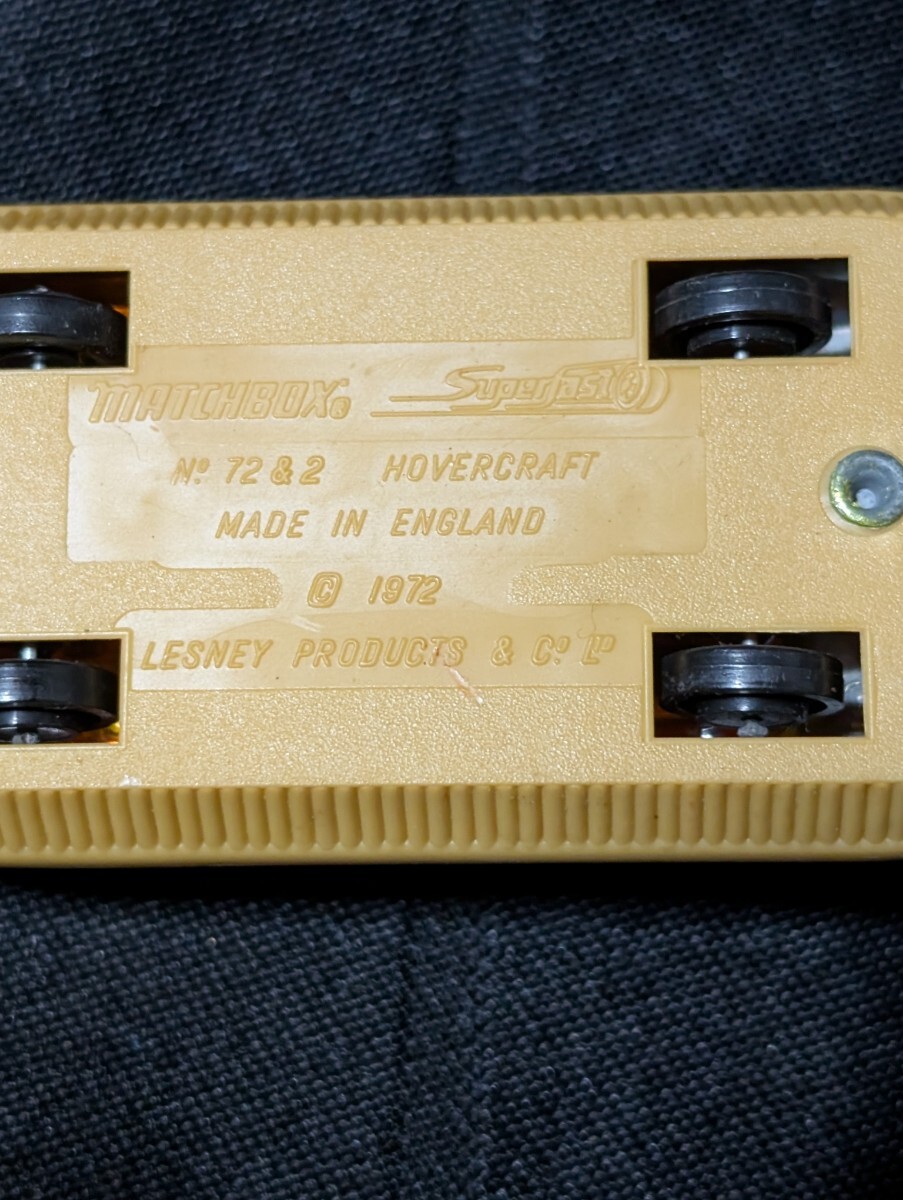 MATCHBOX® Superfast
Nº 72 & 2 HOVERCRAFT
MADE IN ENGLAND
© 1972
LESNEY PRODUCTS & Cº Lᴰ